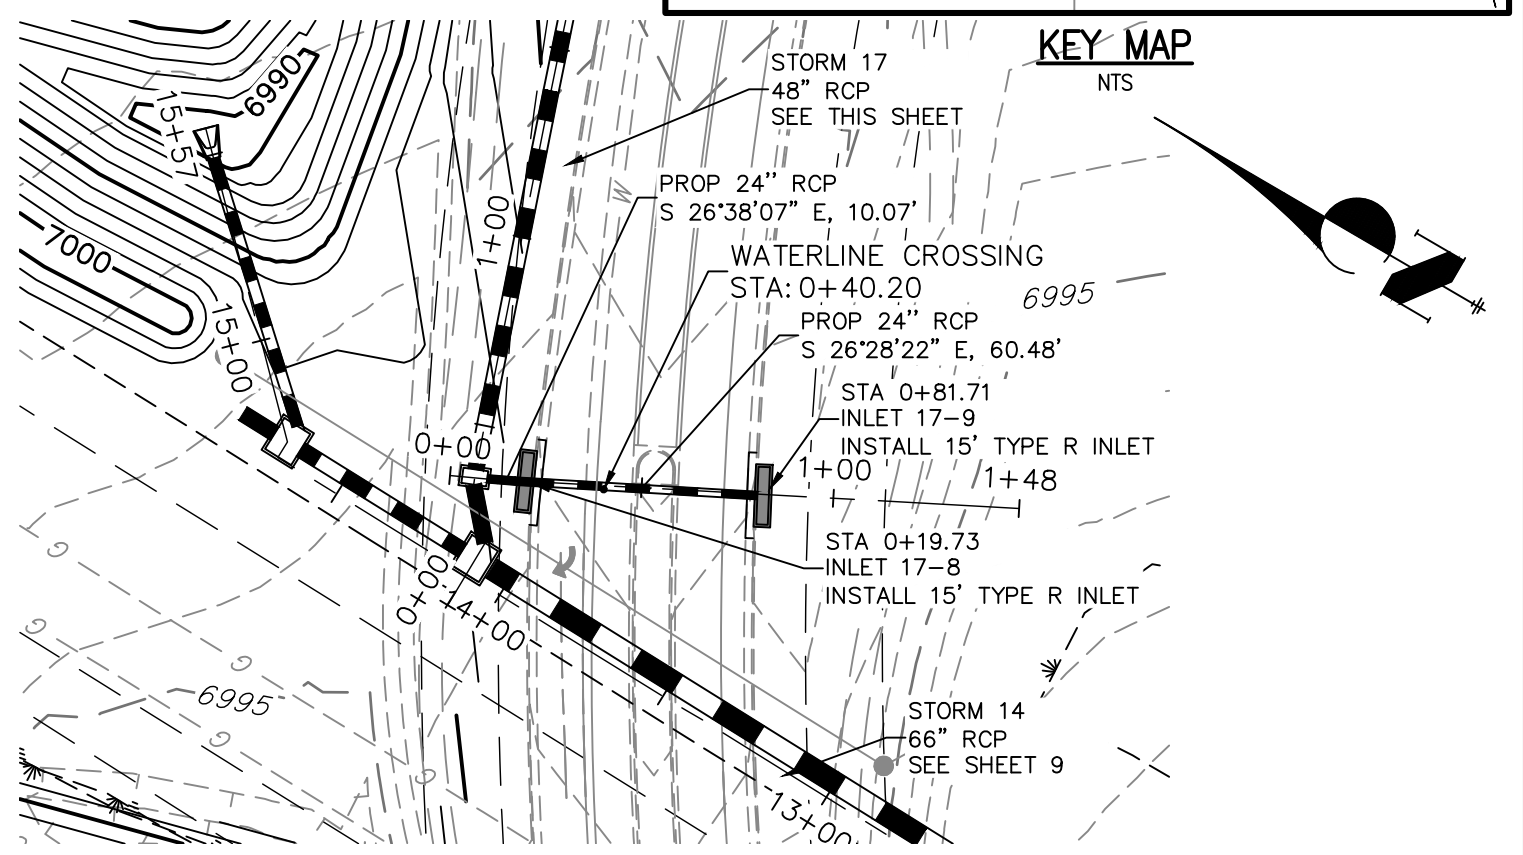 KEY MAP
NTS
STORM 17
48" RCP
SEE THIS SHEET
6990
15+57
7000
15+00
1+00
W
PROP 24" RCP
S 26°38'07" E, 10.07'
WATERLINE CROSSING
STA: 0+40.20
6995
PROP 24" RCP
S 26°28'22" E, 60.48'
STA 0+81.71
INLET 17-9
INSTALL 15' TYPE R INLET
0+00
1+00
1+48
STA 0+19.73
INLET 17-8
INSTALL 15' TYPE R INLET
0+00
14+00
G
G
G
G
G
6995
STORM 14
66" RCP
SEE SHEET 9
13+00